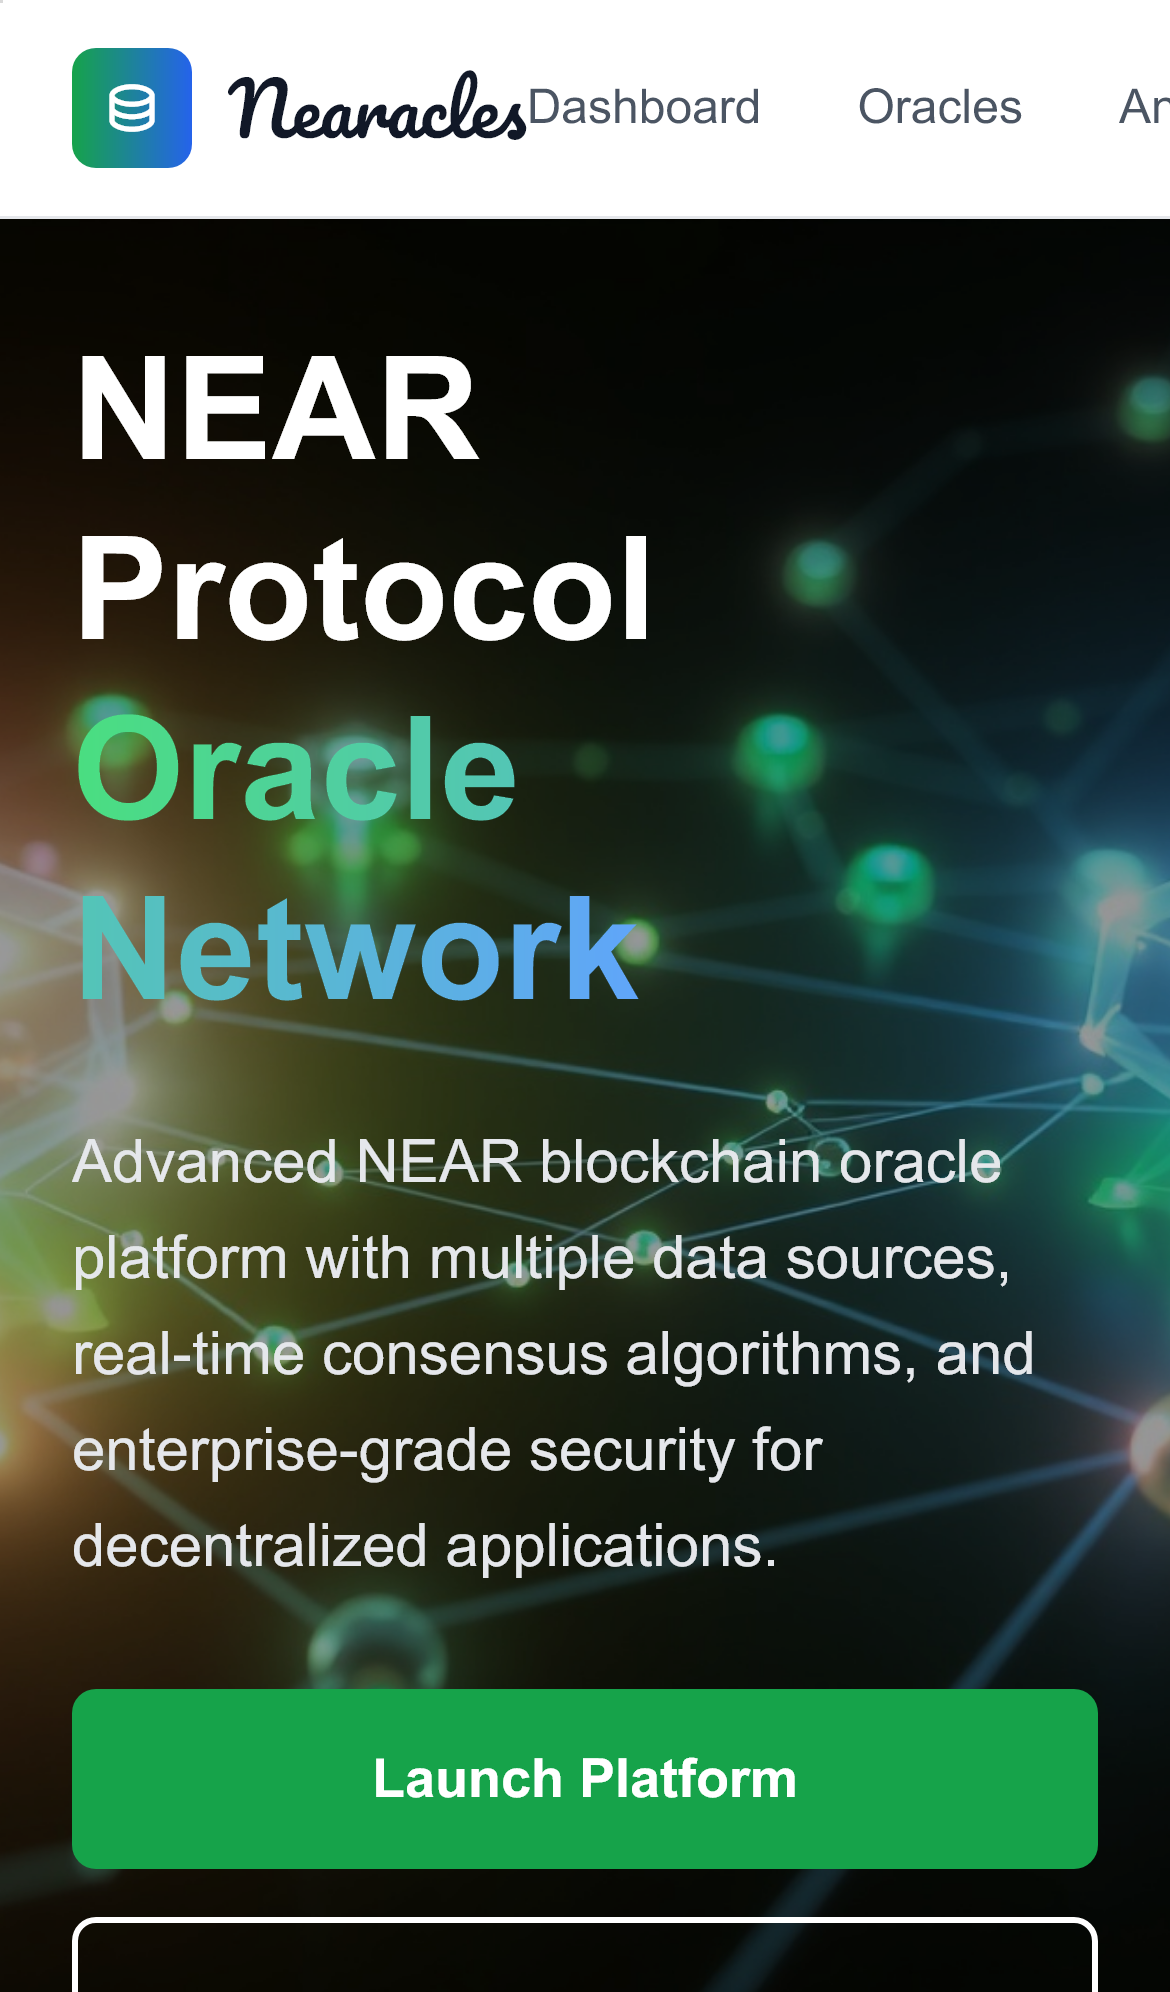 Nearacles Dashboard Oracles An
NEAR
Protocol
Oracle
Network
Advanced NEAR blockchain oracle
platform with multiple data sources,
real-time consensus algorithms, and
enterprise-grade security for
decentralized applications.
Launch Platform